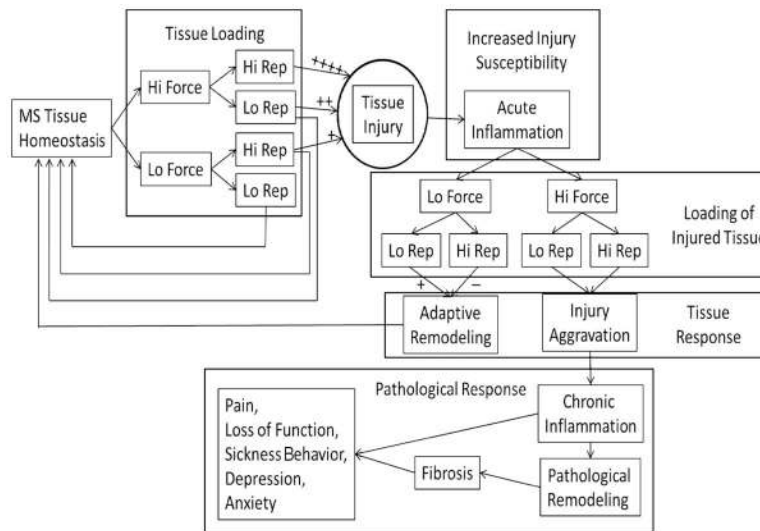 Tissue Loading
Hi Force
Hi Rep
Lo Rep
Lo Force
Hi Rep
Lo Rep
MS Tissue
Homeostasis
++++
++
+
Tissue
Injury
Increased Injury
Susceptibility
Acute
Inflammation
Lo Force
Hi Force
Lo Rep
Hi Rep
Lo Rep
Hi Rep
Loading of
Injured Tissue
+
–
Adaptive
Remodeling
Injury
Aggravation
Tissue
Response
Pathological Response
Pain,
Loss of Function,
Sickness Behavior,
Depression,
Anxiety
Chronic
Inflammation
Fibrosis
Pathological
Remodeling